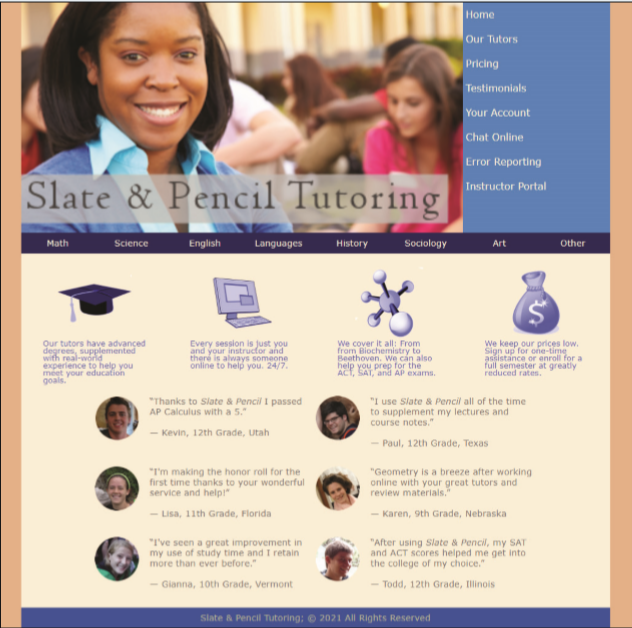 Home
Our Tutors
Pricing
Testimonials
Your Account
Chat Online
Error Reporting
Instructor Portal
Slate & Pencil Tutoring
Math Science English Languages History Sociology Art Other
Our tutors have advanced
degrees, supplemented
with real-world
experience to help you
meet your education
goals.
Every session is just you
and your instructor and
there is always someone
online to help you. 24/7.
We cover it all: From
from Biochemistry to
Beethoven. We can also
help you prep for the
ACT, SAT, and AP exams.
$
We keep our prices low.
Sign up for one-time
assistance or enroll for a
full semester at greatly
reduced rates.
"Thanks to Slate & Pencil I passed
AP Calculus with a 5."
— Kevin, 12th Grade, Utah
"I use Slate & Pencil all of the time
to supplement my lectures and
course notes."
— Paul, 12th Grade, Texas
"I'm making the honor roll for the
first time thanks to your wonderful
service and help!"
— Lisa, 11th Grade, Florida
"Geometry is a breeze after working
online with your great tutors and
review materials."
— Karen, 9th Grade, Nebraska
"I've seen a great improvement in
my use of study time and I retain
more than ever before."
— Gianna, 10th Grade, Vermont
"After using Slate & Pencil, my SAT
and ACT scores helped me get into
the college of my choice."
— Todd, 12th Grade, Illinois
Slate & Pencil Tutoring; © 2021 All Rights Reserved